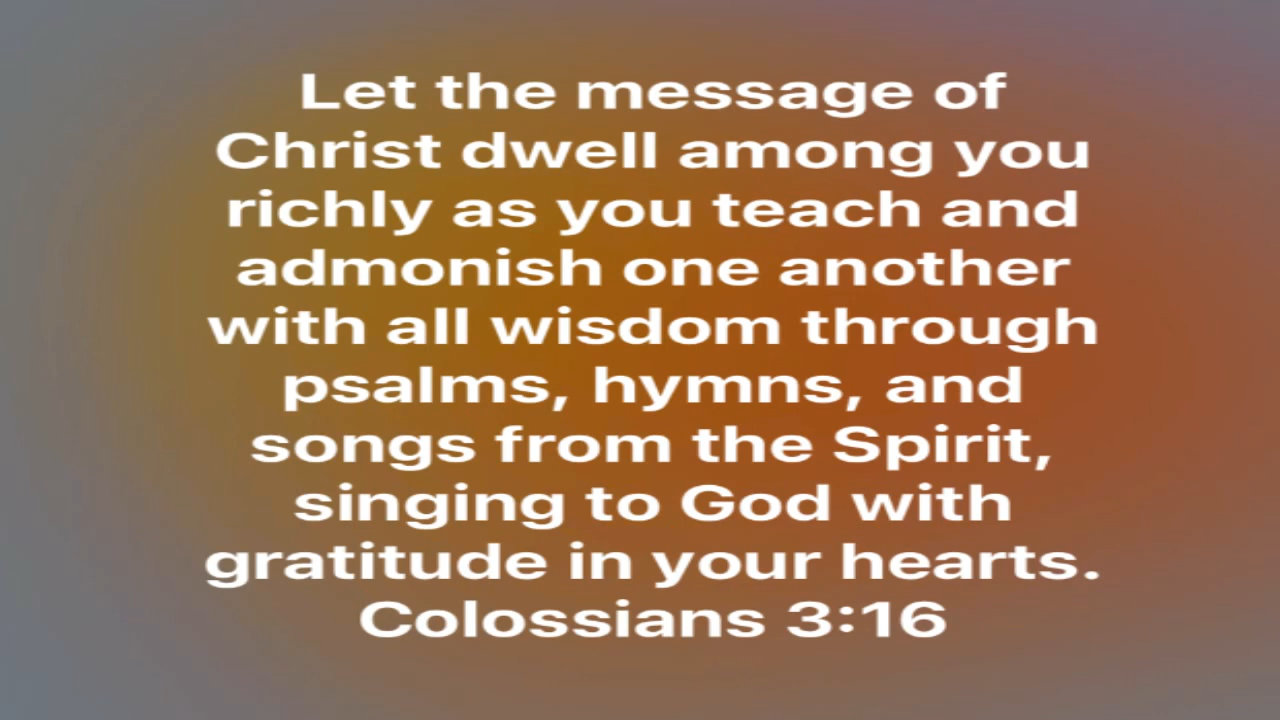 Let the message of
Christ dwell among you
richly as you teach and
admonish one another
with all wisdom through
psalms, hymns, and
songs from the Spirit,
singing to God with
gratitude in your hearts.
Colossians 3:16